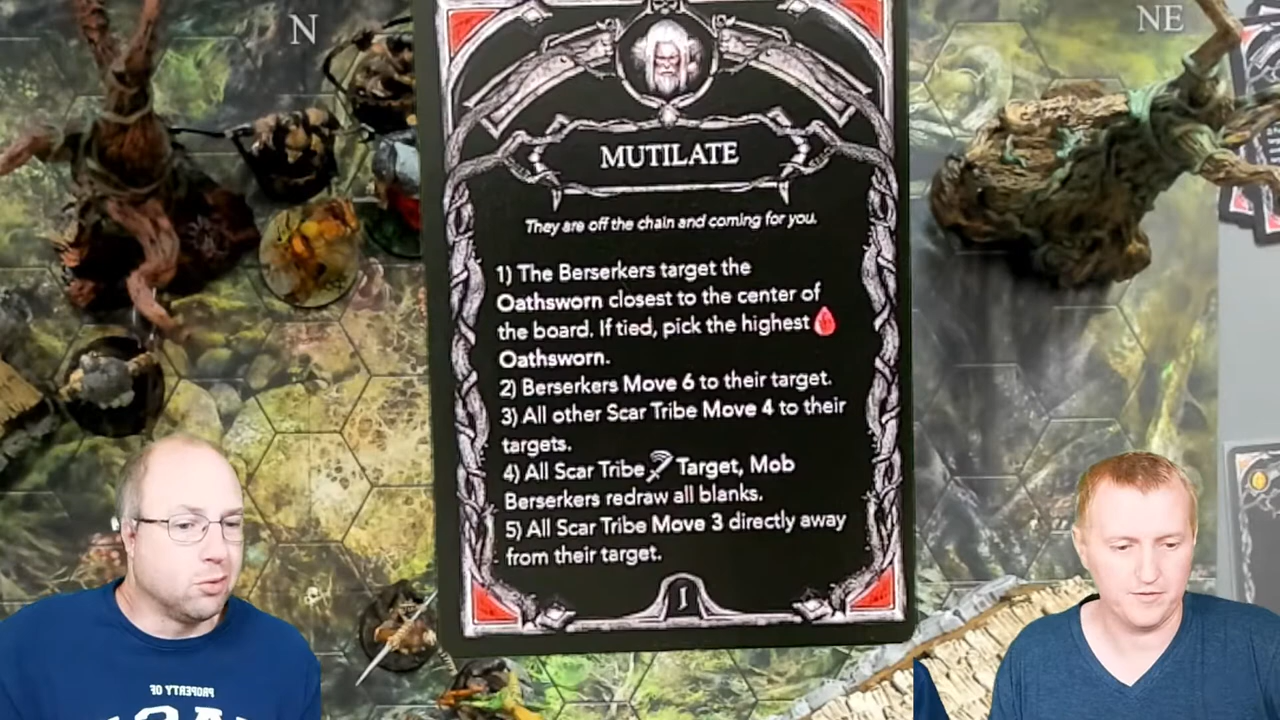 N
NE
MUTILATE
They are off the chain and coming for you.
1) The Berserkers target the
Oathsworn closest to the center of
the board. If tied, pick the highest
Oathsworn.
2) Berserkers Move 6 to their target.
3) All other Scar Tribe Move 4 to their
targets.
4) All Scar Tribe Target, Mob
Berserkers redraw all blanks.
5) All Scar Tribe Move 3 directly away
from their target.
I
PROPERTY OF